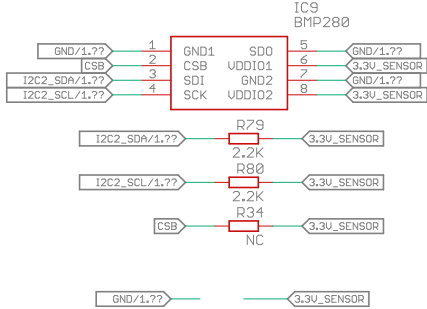 IC9
BMP280
GND/1.?? 1 GND1 SDO 5 GND/1.??
CSB 2 CSB VDDIO1 6 3.3V_SENSOR
I2C2_SDA/1.?? 3 SDI GND2 7 GND/1.??
I2C2_SCL/1.?? 4 SCK VDDIO2 8 3.3V_SENSOR
R79
I2C2_SDA/1.?? 3.3V_SENSOR
2.2K
R80
I2C2_SCL/1.?? 3.3V_SENSOR
2.2K
R34
CSB 3.3V_SENSOR
NC
GND/1.?? 3.3V_SENSOR